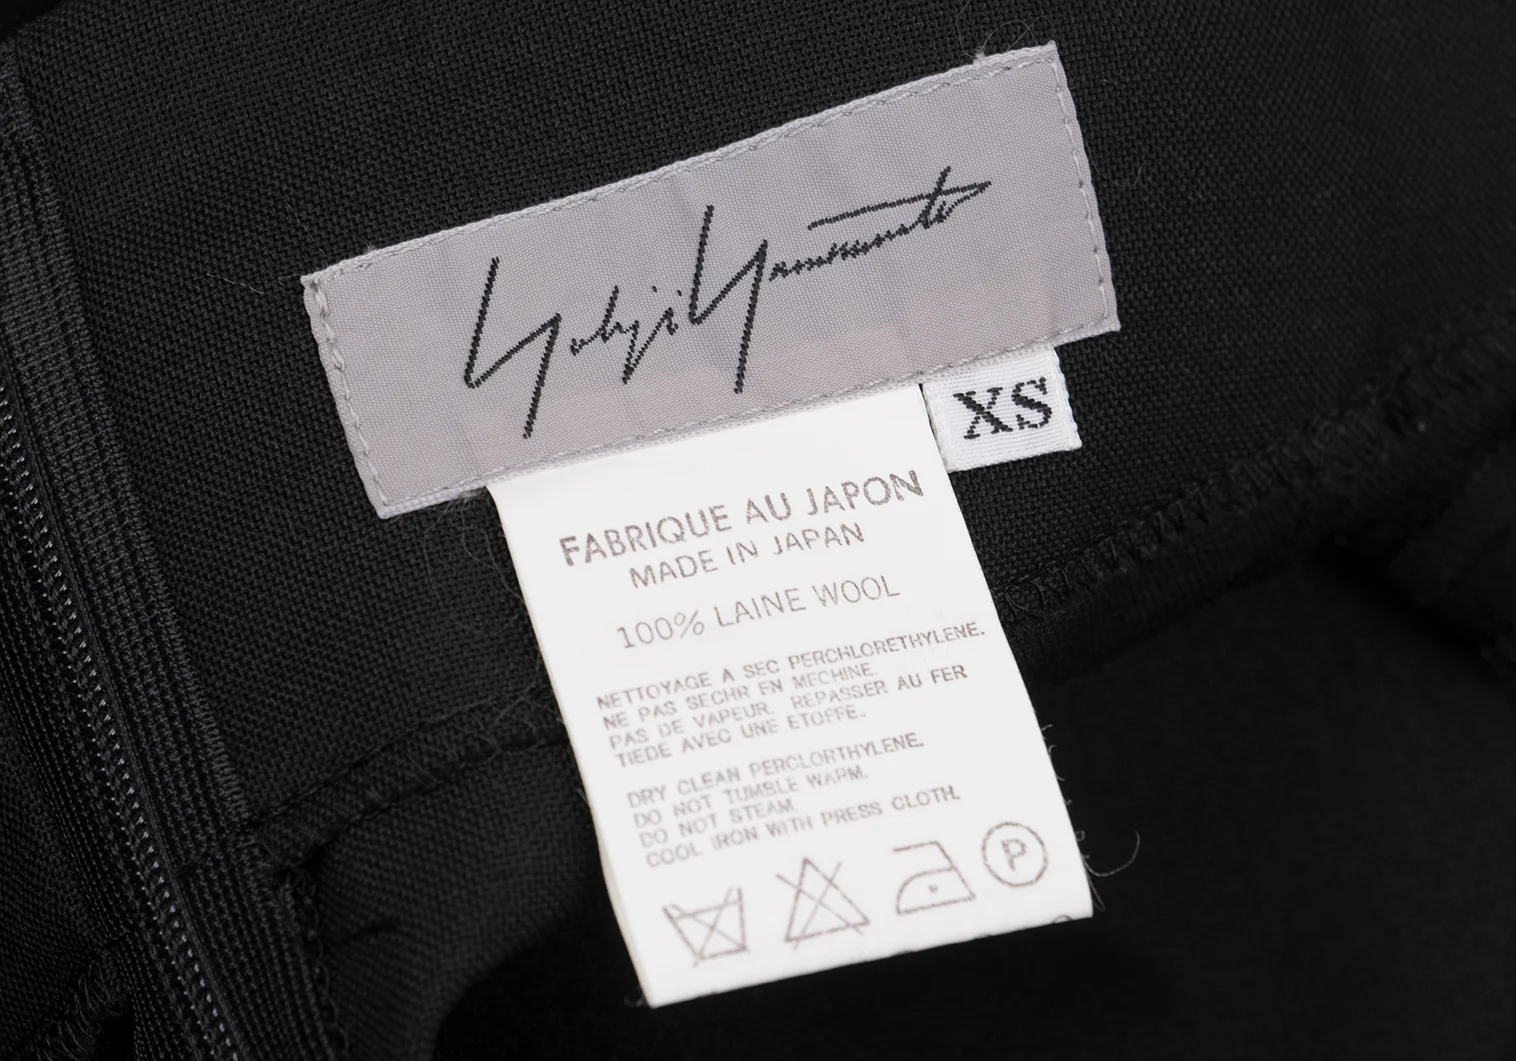 Yohji Yamamoto
XS
FABRIQUE AU JAPON
MADE IN JAPAN
100% LAINE WOOL
NETTOYAGE A SEC PERCHLORETHYLENE.
NE PAS SECHR EN MECHINE.
PAS DE VAPEUR. REPASSER AU FER
TIEDE AVEC UNE ETOFFE.
DRY CLEAN PERCLORTHYLENE.
DO NOT TUMBLE WARM.
DO NOT STEAM.
COOL IRON WITH PRESS CLOTH.
P